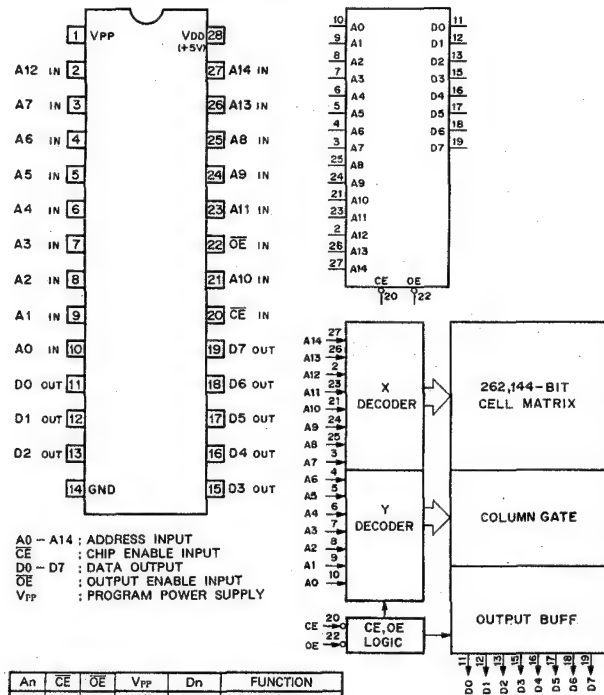 1 VPP VDD 28
(+5V)
A12 IN 2 27 A14 IN
A7 IN 3 26 A13 IN
A6 IN 4 25 A8 IN
A5 IN 5 24 A9 IN
A4 IN 6 23 A11 IN
A3 IN 7 22 OE IN
A2 IN 8 21 A10 IN
A1 IN 9 20 CE IN
A0 IN 10 19 D7 OUT
D0 OUT 11 18 D6 OUT
D1 OUT 12 17 D5 OUT
D2 OUT 13 16 D4 OUT
14 GND 15 D3 OUT
A0 - A14 ; ADDRESS INPUT
CE ; CHIP ENABLE INPUT
D0 - D7 ; DATA OUTPUT
OE ; OUTPUT ENABLE INPUT
VPP ; PROGRAM POWER SUPPLY
10 A0 D0 11
9 A1 D1 12
8 A2 D2 13
7 A3 D3 15
6 A4 D4 16
5 A5 D5 17
4 A6 D6 18
3 A7 D7 19
25 A8
24 A9
21 A10
23 A11
2 A12
26 A13
27 A14
CE OE
20 22
A14 27
A13 26
A12 2
A11 23
A10 21
A9 24
A8 25
A7 3
A6 4
A5 5
A4 6
A3 7
A2 8
A1 9
A0 10
X
DECODER
Y
DECODER
262,144-BIT
CELL MATRIX
COLUMN GATE
OUTPUT BUFF
CE 20
OE 22
CE, OE
LOGIC
11 12 13 15 16 17 18 19
D0 D1 D2 D3 D4 D5 D6 D7
An CE OE VPP Dn FUNCTION